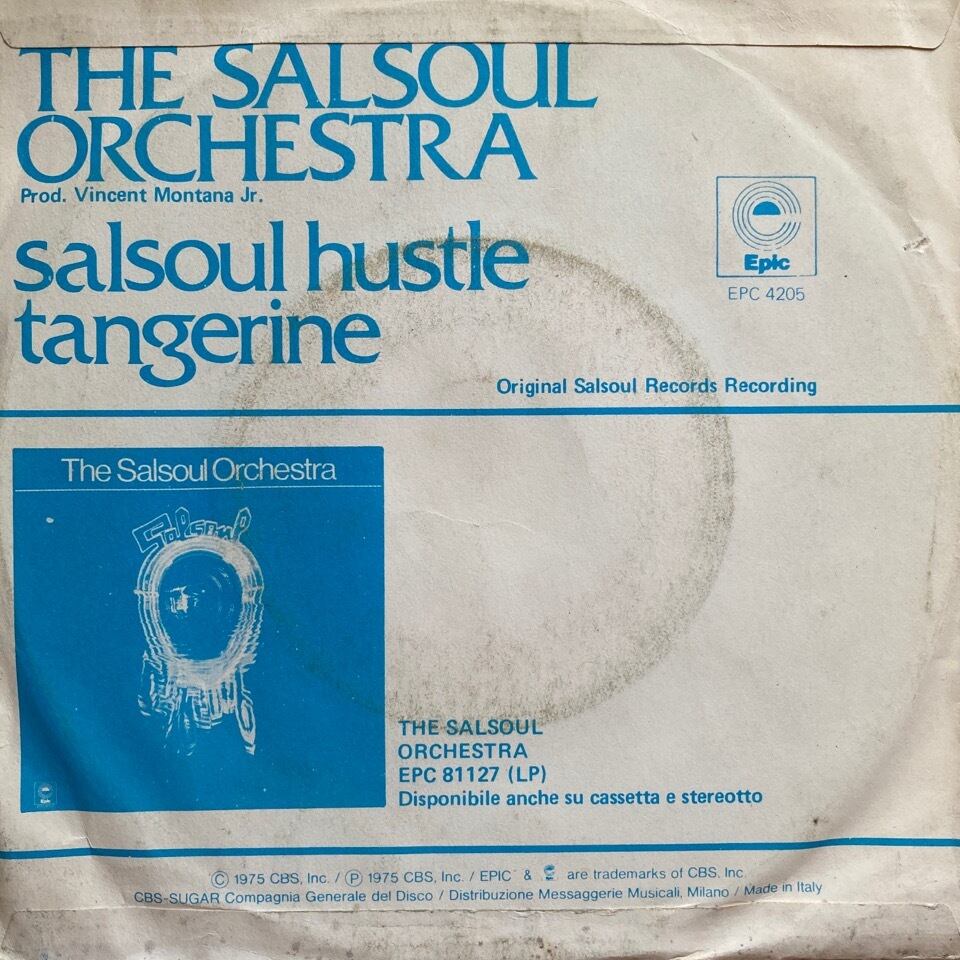 THE SALSOUL
ORCHESTRA
Prod. Vincent Montana Jr.
salsoul hustle
tangerine
Epic
EPC 4205
Original Salsoul Records Recording
The Salsoul Orchestra
Salsoul
Epic
THE SALSOUL
ORCHESTRA
EPC 81127 (LP)
Disponibile anche su cassetta e stereotto
© 1975 CBS, Inc. / ℗ 1975 CBS, Inc. / EPIC & e are trademarks of CBS, Inc.
CBS-SUGAR Compagnia Generale del Disco / Distribuzione Messaggerie Musicali, Milano / Made in Italy